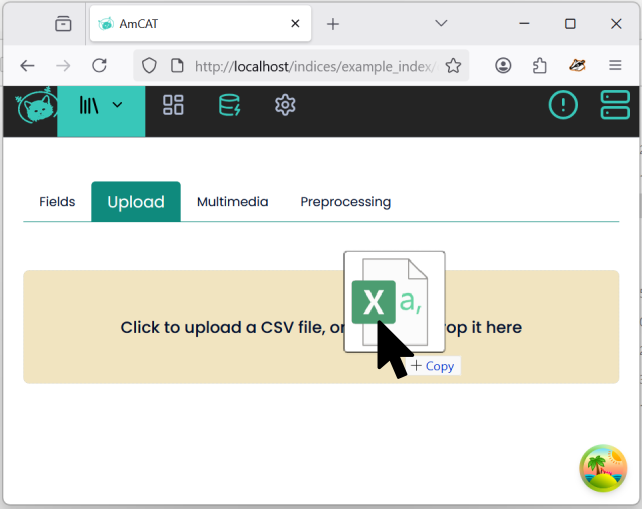 AmCAT
http://localhost/indices/example_index/
Fields
Upload
Multimedia
Preprocessing
Click to upload a CSV file, or op it here
X a,
+ Copy